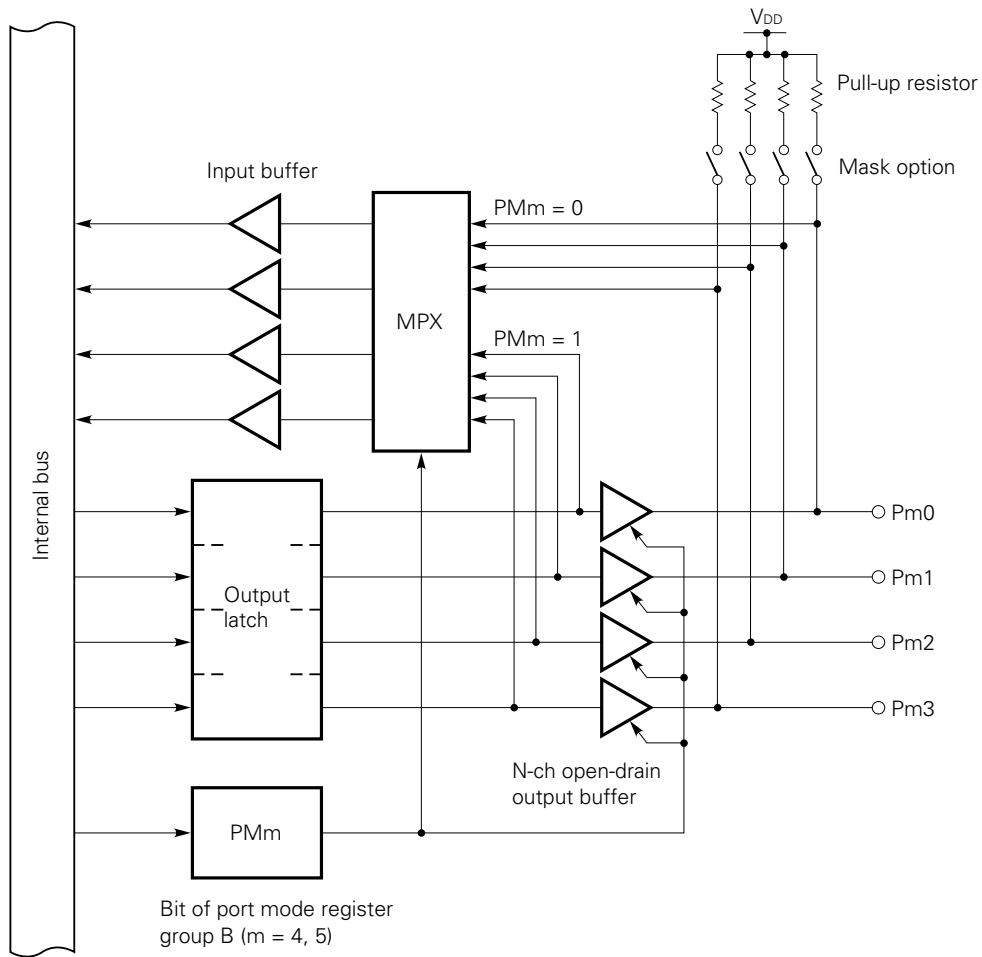 VDD
Pull-up resistor
Mask option
Input buffer
PMm = 0
MPX
PMm = 1
Internal bus
Pm0
Output
latch
Pm1
Pm2
Pm3
N-ch open-drain
output buffer
PMm
Bit of port mode register
group B (m = 4, 5)